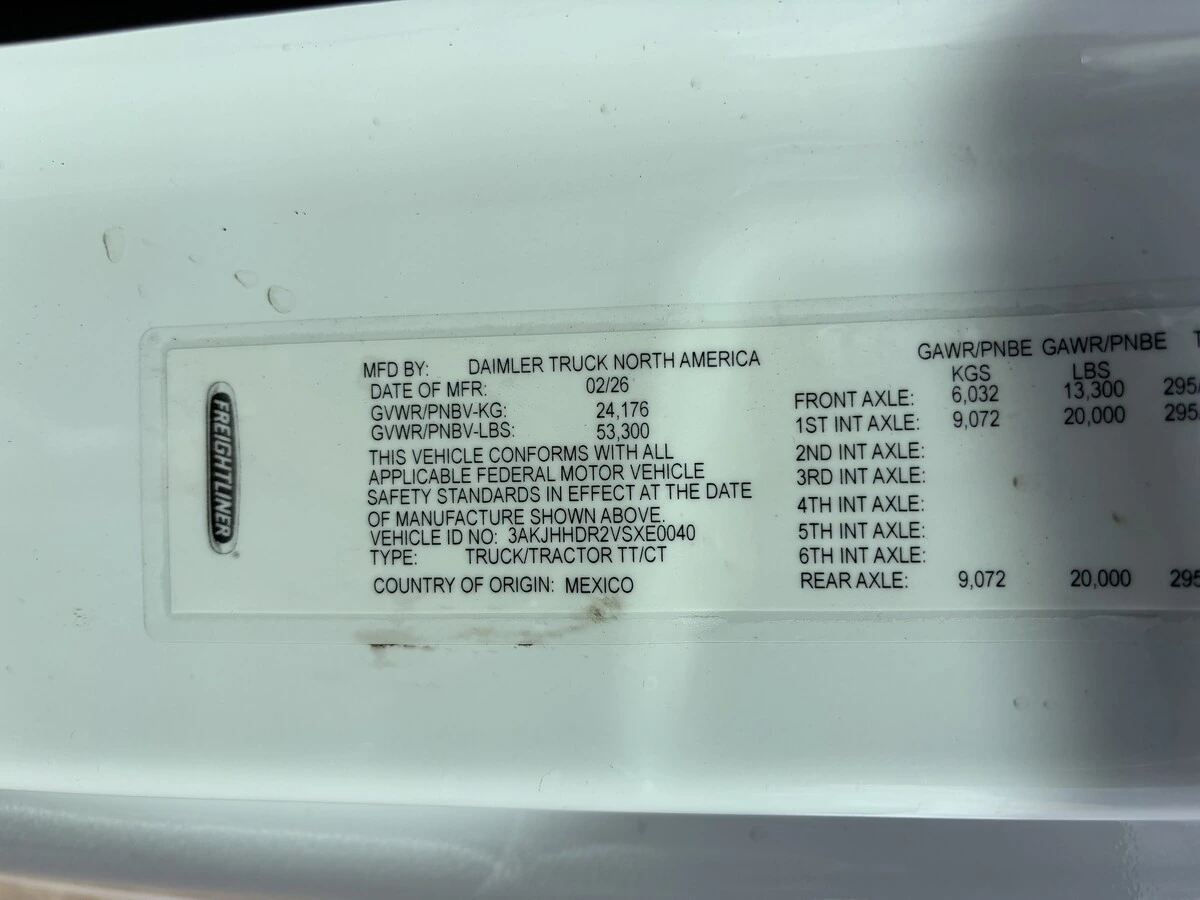 FREIGHTLINER
MFD BY: DAIMLER TRUCK NORTH AMERICA
DATE OF MFR: 02/26
GVWR/PNBV-KG: 24,176
GVWR/PNBV-LBS: 53,300
THIS VEHICLE CONFORMS WITH ALL
APPLICABLE FEDERAL MOTOR VEHICLE
SAFETY STANDARDS IN EFFECT AT THE DATE
OF MANUFACTURE SHOWN ABOVE.
VEHICLE ID NO: 3AKJHHDR2VSXE0040
TYPE: TRUCK/TRACTOR TT/CT
COUNTRY OF ORIGIN: MEXICO
GAWR/PNBE GAWR/PNBE
KGS LBS
FRONT AXLE: 6,032 13,300 295
1ST INT AXLE: 9,072 20,000 295
2ND INT AXLE:
3RD INT AXLE:
4TH INT AXLE:
5TH INT AXLE:
6TH INT AXLE:
REAR AXLE: 9,072 20,000 295